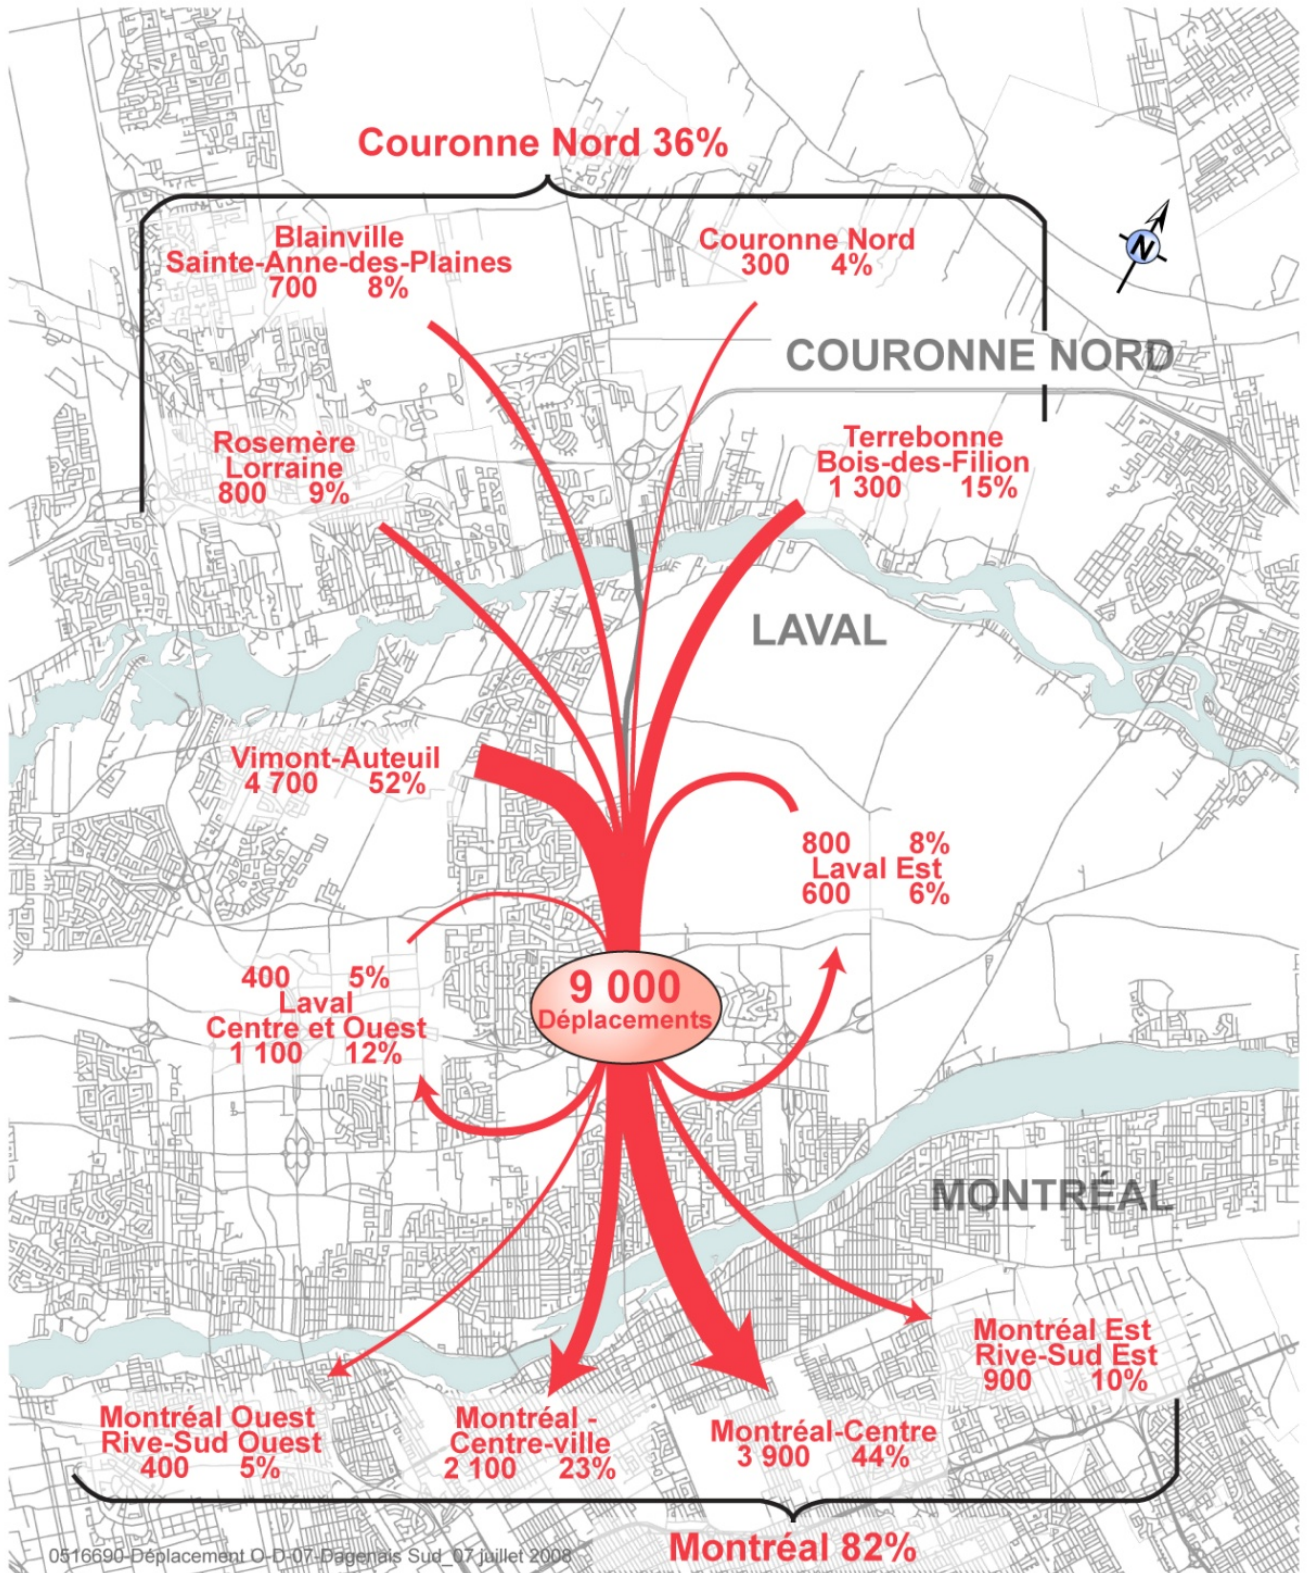 Couronne Nord 36%
Blainville
Sainte-Anne-des-Plaines
700 8%
Couronne Nord
300 4%
N
COURONNE NORD
Rosemère
Lorraine
800 9%
Terrebonne
Bois-des-Filion
1 300 15%
LAVAL
Vimont-Auteuil
4 700 52%
800 8%
Laval Est
600 6%
400 5%
Laval
Centre et Ouest
1 100 12%
9 000
Déplacements
MONTRÉAL
Montréal Est
Rive-Sud Est
900 10%
Montréal Ouest
Rive-Sud Ouest
400 5%
Montréal -
Centre-ville
2 100 23%
Montréal-Centre
3 900 44%
Montréal 82%
0516690-Déplacement O-D-07-Dagenais Sud_07 juillet 2008